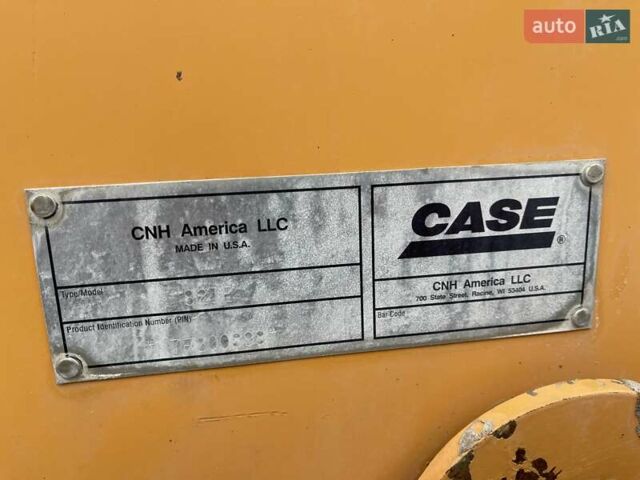 auto RIA.com
CNH America LLC
MADE IN U.S.A.
Type/Model
Product Identification Number (PIN)
CASE®
CNH America LLC
700 State Street, Racine, WI 53404 U.S.A.
Bar Code